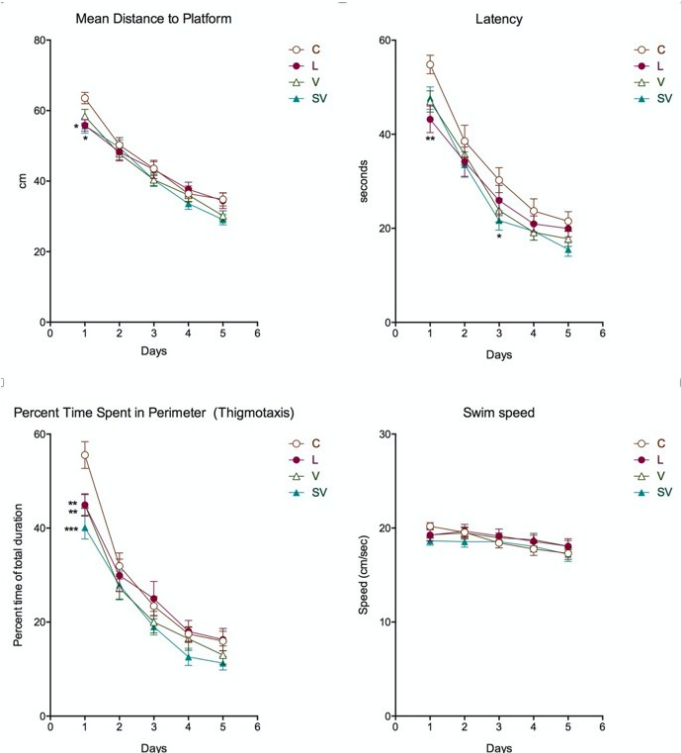 Mean Distance to Platform
80
60
40
20
0
cm
0 1 2 3 4 5 6
Days
C
L
V
SV
*
*
Latency
60
40
20
0
seconds
0 1 2 3 4 5 6
Days
C
L
V
SV
**
*
Percent Time Spent in Perimeter (Thigmotaxis)
60
40
20
0
Percent time of total duration
0 1 2 3 4 5 6
Days
C
L
V
SV
**
**
***
Swim speed
30
20
10
0
Speed (cm/sec)
0 1 2 3 4 5 6
Days
C
L
V
SV